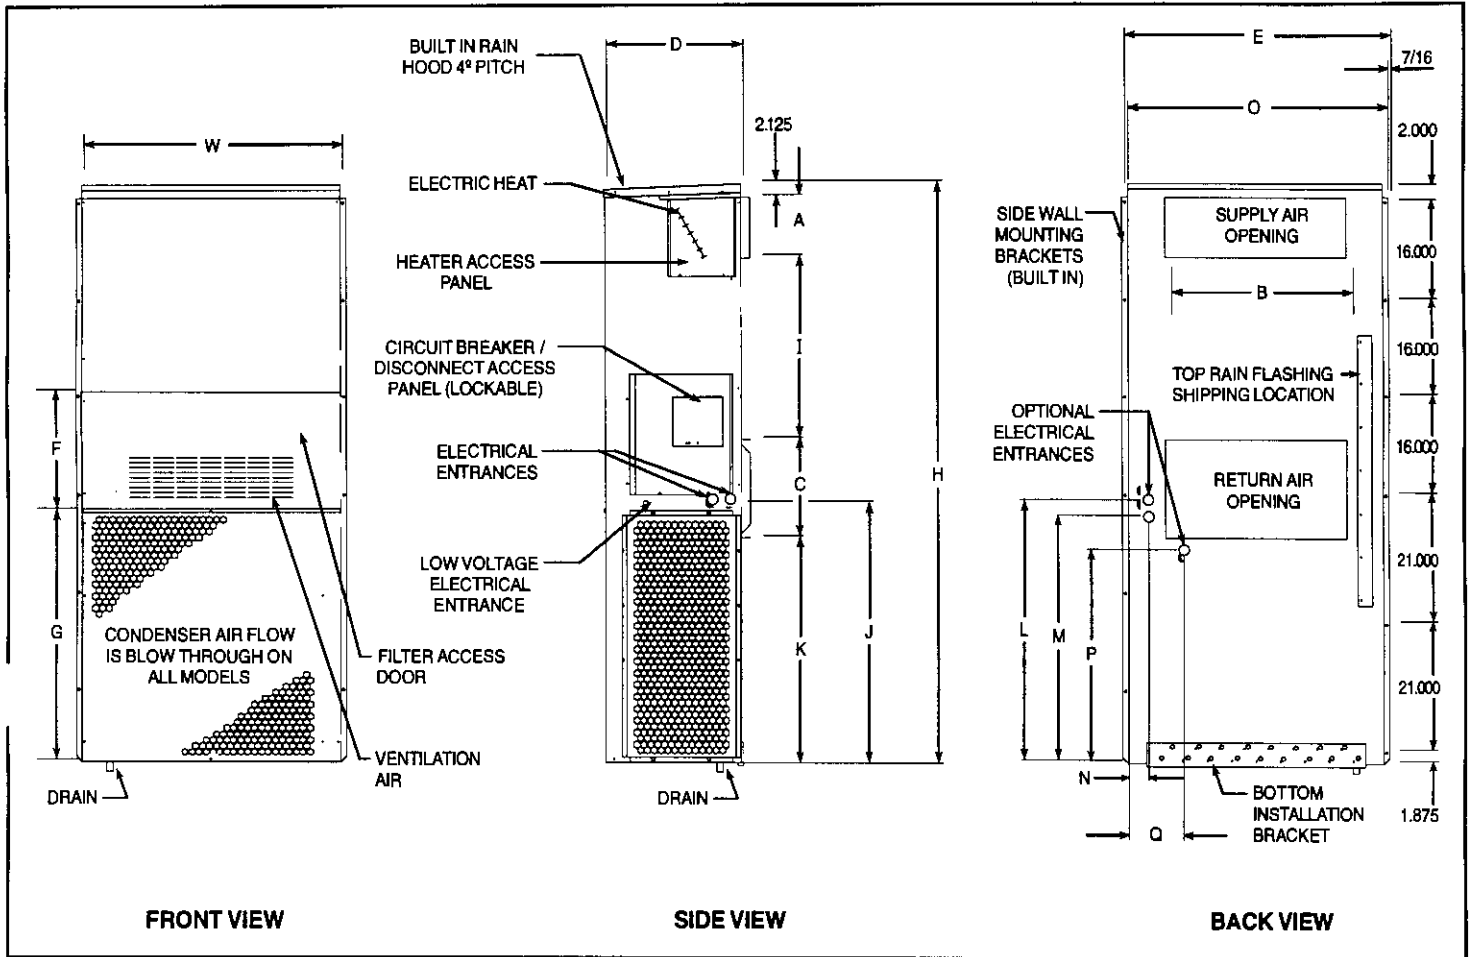 W
F
G
CONDENSER AIR FLOW
IS BLOW THROUGH ON
ALL MODELS
DRAIN
FILTER ACCESS
DOOR
VENTILATION
AIR
FRONT VIEW
BUILT IN RAIN
HOOD 4º PITCH
D
2.125
ELECTRIC HEAT
A
HEATER ACCESS
PANEL
CIRCUIT BREAKER /
DISCONNECT ACCESS
PANEL (LOCKABLE)
I
ELECTRICAL
ENTRANCES
C
H
LOW VOLTAGE
ELECTRICAL
ENTRANCE
J
K
DRAIN
SIDE VIEW
E
7/16
O
2.000
SIDE WALL
MOUNTING
BRACKETS
(BUILT IN)
SUPPLY AIR
OPENING
16.000
B
16.000
TOP RAIN FLASHING
SHIPPING LOCATION
OPTIONAL
ELECTRICAL
ENTRANCES
16.000
RETURN AIR
OPENING
21.000
L
M
P
21.000
N
Q
BOTTOM
INSTALLATION
BRACKET
1.875
BACK VIEW